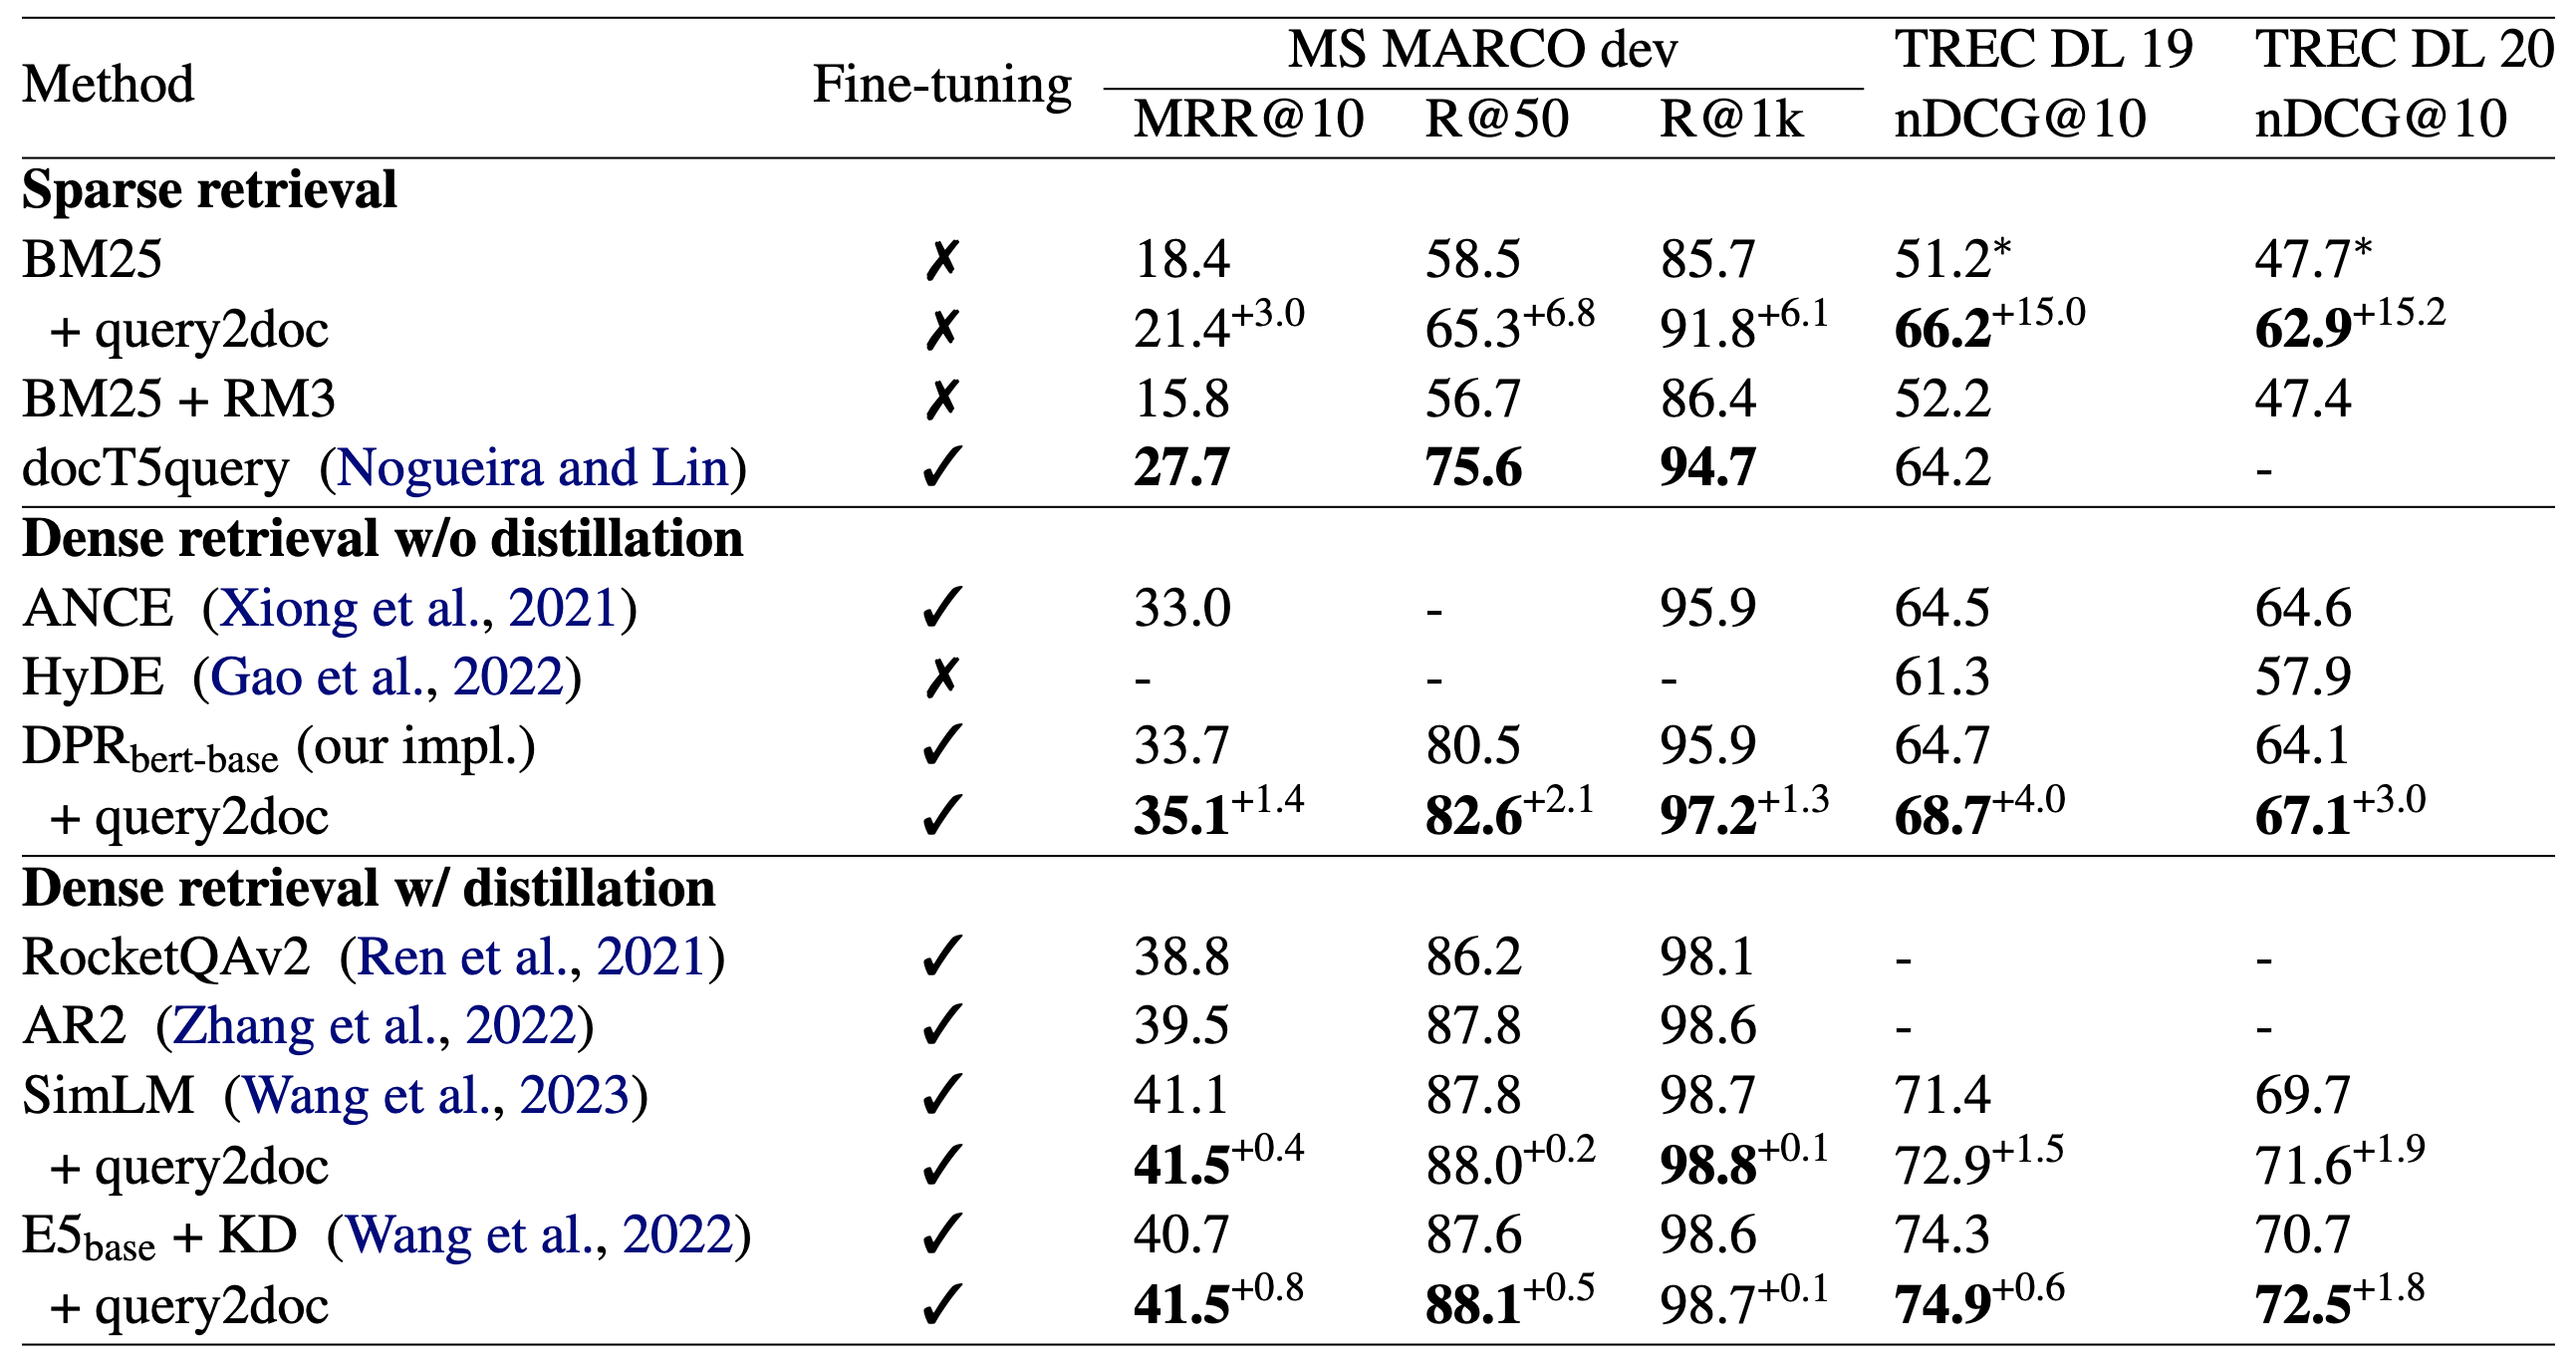 Method Fine-tuning MS MARCO dev TREC DL 19 TREC DL 20
MRR@10 R@50 R@1k nDCG@10 nDCG@10
Sparse retrieval
BM25 ✗ 18.4 58.5 85.7 51.2* 47.7*
+ query2doc ✗ 21.4+3.0 65.3+6.8 91.8+6.1 66.2+15.0 62.9+15.2
BM25 + RM3 ✗ 15.8 56.7 86.4 52.2 47.4
docT5query (Nogueira and Lin) ✓ 27.7 75.6 94.7 64.2 -
Dense retrieval w/o distillation
ANCE (Xiong et al., 2021) ✓ 33.0 - 95.9 64.5 64.6
HyDE (Gao et al., 2022) ✗ - - - 61.3 57.9
DPRbert-base (our impl.) ✓ 33.7 80.5 95.9 64.7 64.1
+ query2doc ✓ 35.1+1.4 82.6+2.1 97.2+1.3 68.7+4.0 67.1+3.0
Dense retrieval w/ distillation
RocketQAv2 (Ren et al., 2021) ✓ 38.8 86.2 98.1 - -
AR2 (Zhang et al., 2022) ✓ 39.5 87.8 98.6 - -
SimLM (Wang et al., 2023) ✓ 41.1 87.8 98.7 71.4 69.7
+ query2doc ✓ 41.5+0.4 88.0+0.2 98.8+0.1 72.9+1.5 71.6+1.9
E5base + KD (Wang et al., 2022) ✓ 40.7 87.6 98.6 74.3 70.7
+ query2doc ✓ 41.5+0.8 88.1+0.5 98.7+0.1 74.9+0.6 72.5+1.8